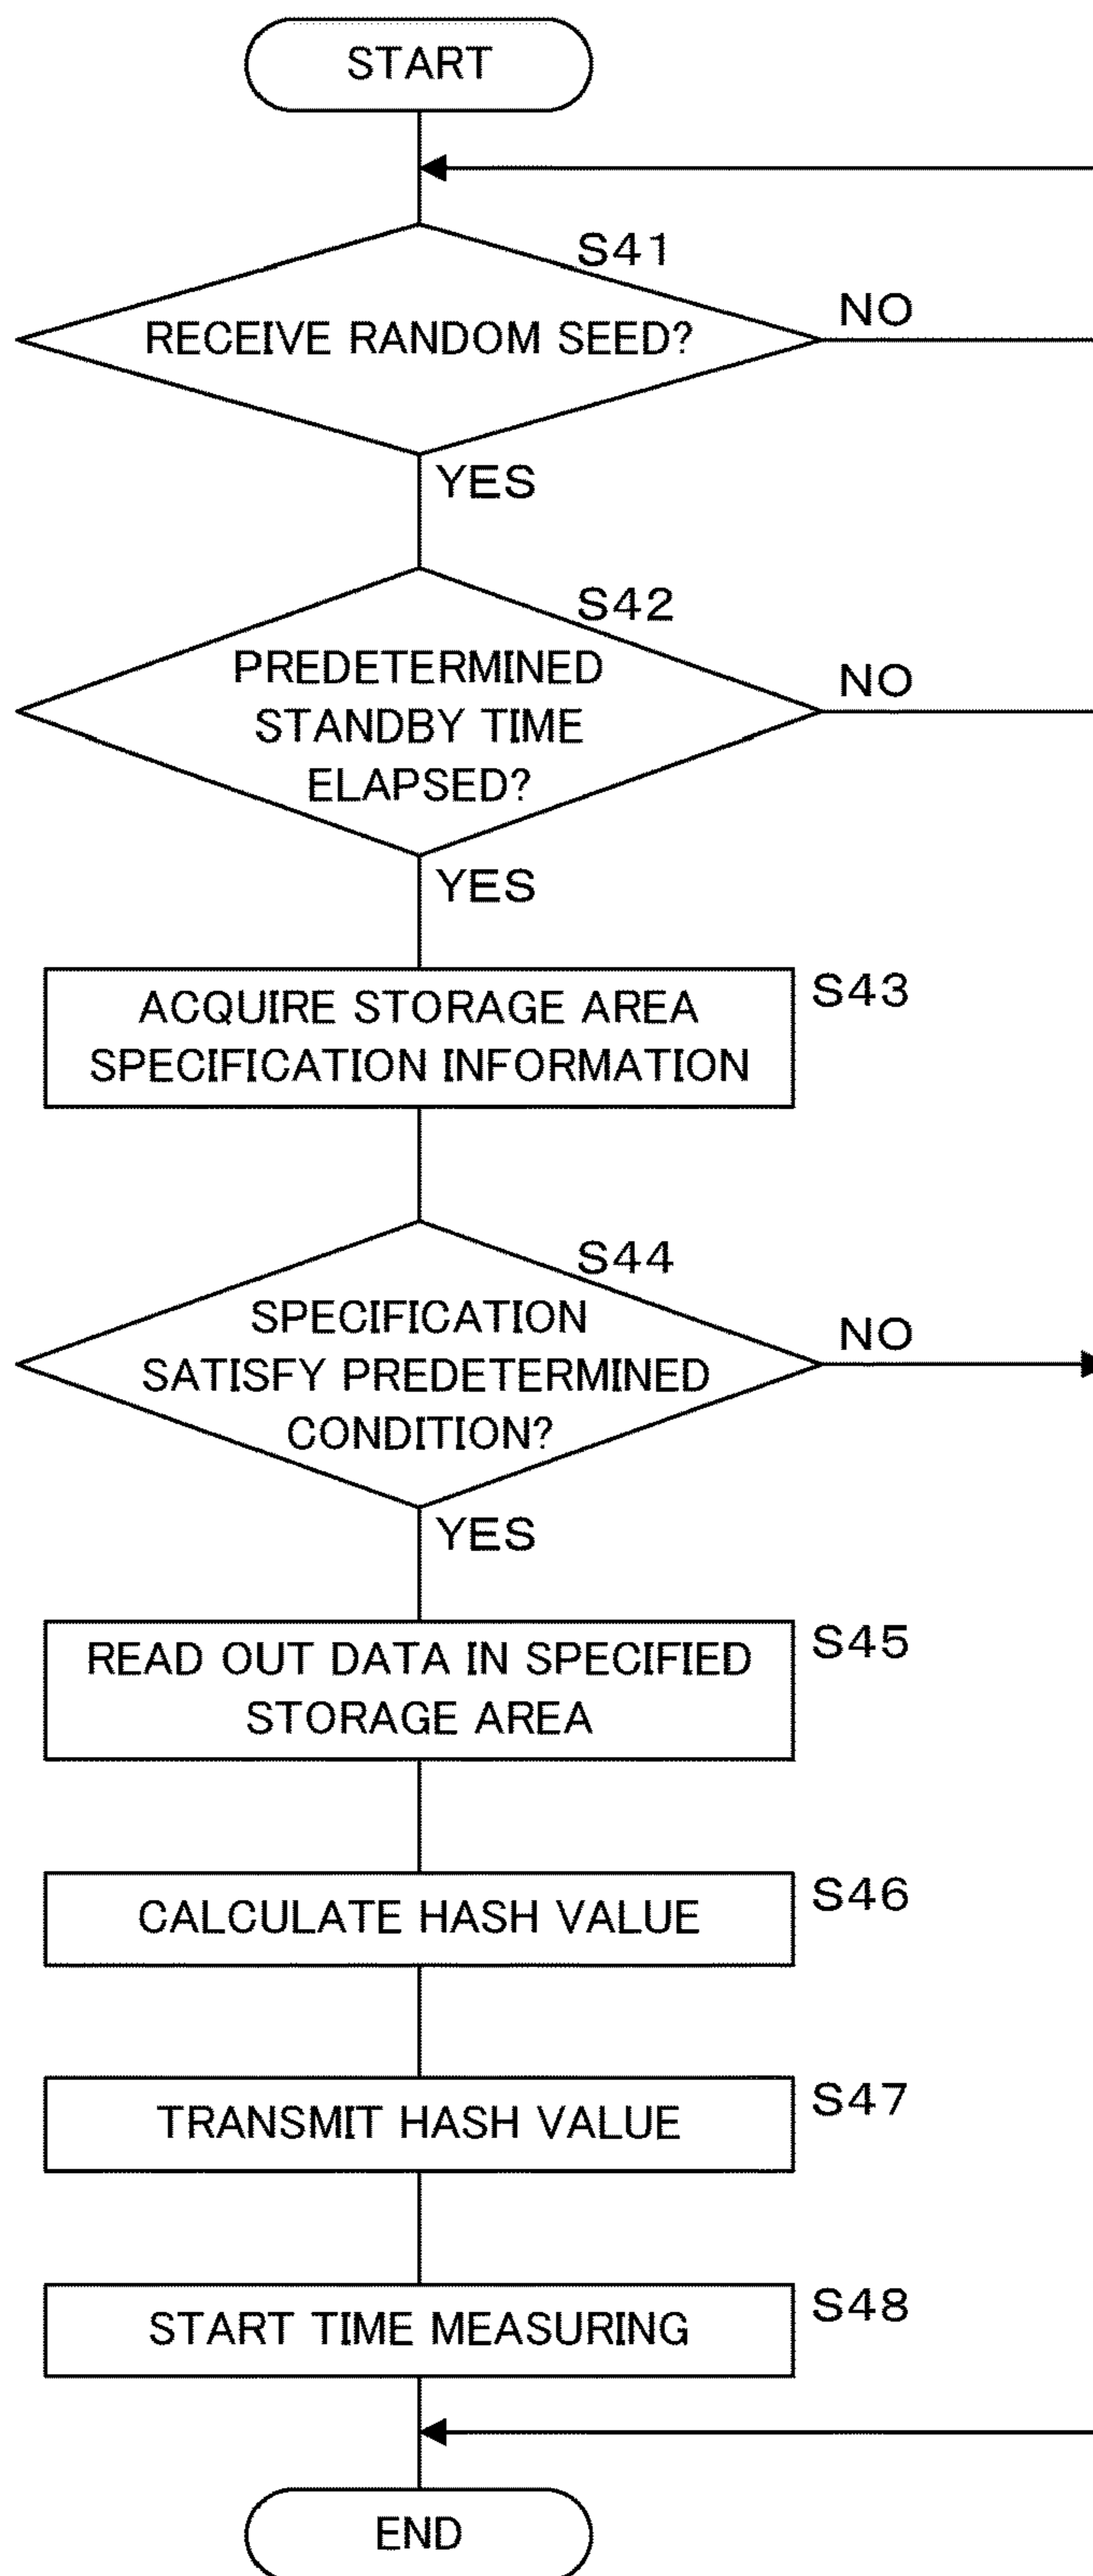 START
S41
RECEIVE RANDOM SEED?
NO
YES
S42
PREDETERMINED
STANDBY TIME
ELAPSED?
NO
YES
S43
ACQUIRE STORAGE AREA
SPECIFICATION INFORMATION
S44
SPECIFICATION
SATISFY PREDETERMINED
CONDITION?
NO
YES
S45
READ OUT DATA IN SPECIFIED
STORAGE AREA
S46
CALCULATE HASH VALUE
S47
TRANSMIT HASH VALUE
S48
START TIME MEASURING
END